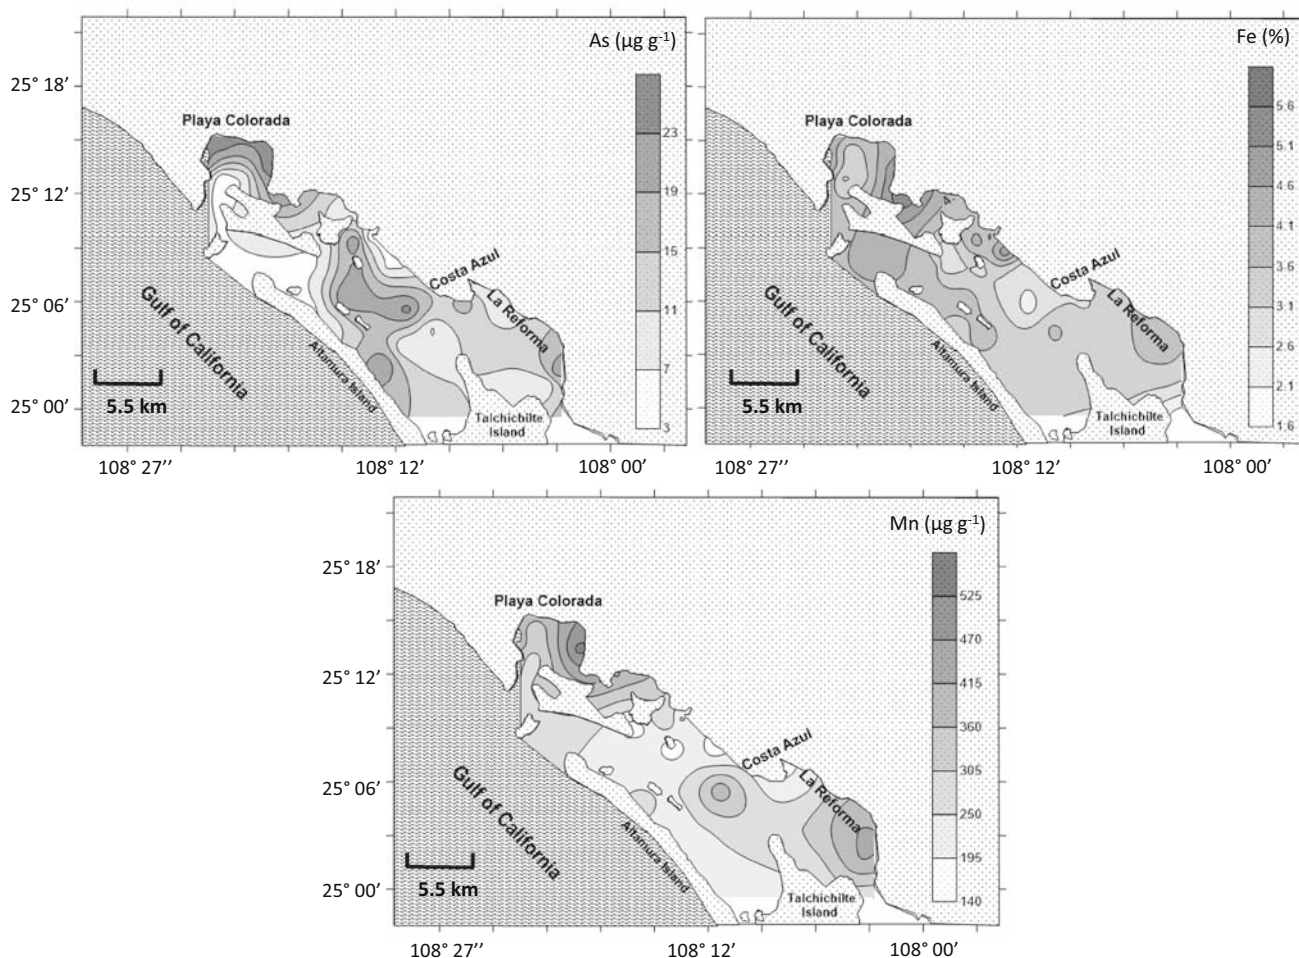 As (µg g⁻¹)
25° 18’
Playa Colorada
23
25° 12’
19
15
Costa Azul
25° 06’
11
La Reforma
Gulf of California
7
Altamura Island
5.5 km
25° 00’
Talchichilte
Island
3
108° 27’’
108° 12’
108° 00’
Fe (%)
5.6
Playa Colorada
5.1
4.6
4.1
Costa Azul
3.6
La Reforma
Gulf of California
3.1
2.6
Altamura Island
2.1
5.5 km
Talchichilte
Island
1.6
108° 27’
108° 12’
108° 00’
Mn (µg g⁻¹)
25° 18’
525
Playa Colorada
470
25° 12’
415
360
Costa Azul
305
25° 06’
La Reforma
Gulf of California
250
Altamura Island
195
5.5 km
25° 00’
Talchichilte
Island
140
108° 27’’
108° 12’
108° 00’